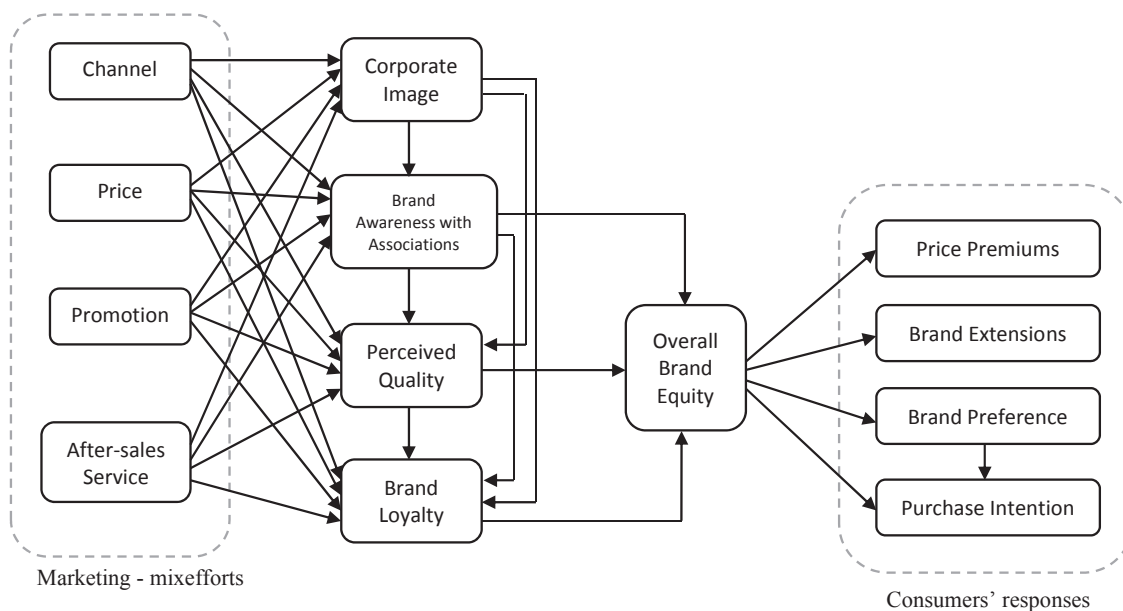 Channel
Price
Promotion
After-sales
Service
Marketing - mixefforts
Corporate
Image
Brand
Awareness with
Associations
Perceived
Quality
Brand
Loyalty
Overall
Brand
Equity
Price Premiums
Brand Extensions
Brand Preference
Purchase Intention
Consumers’ responses